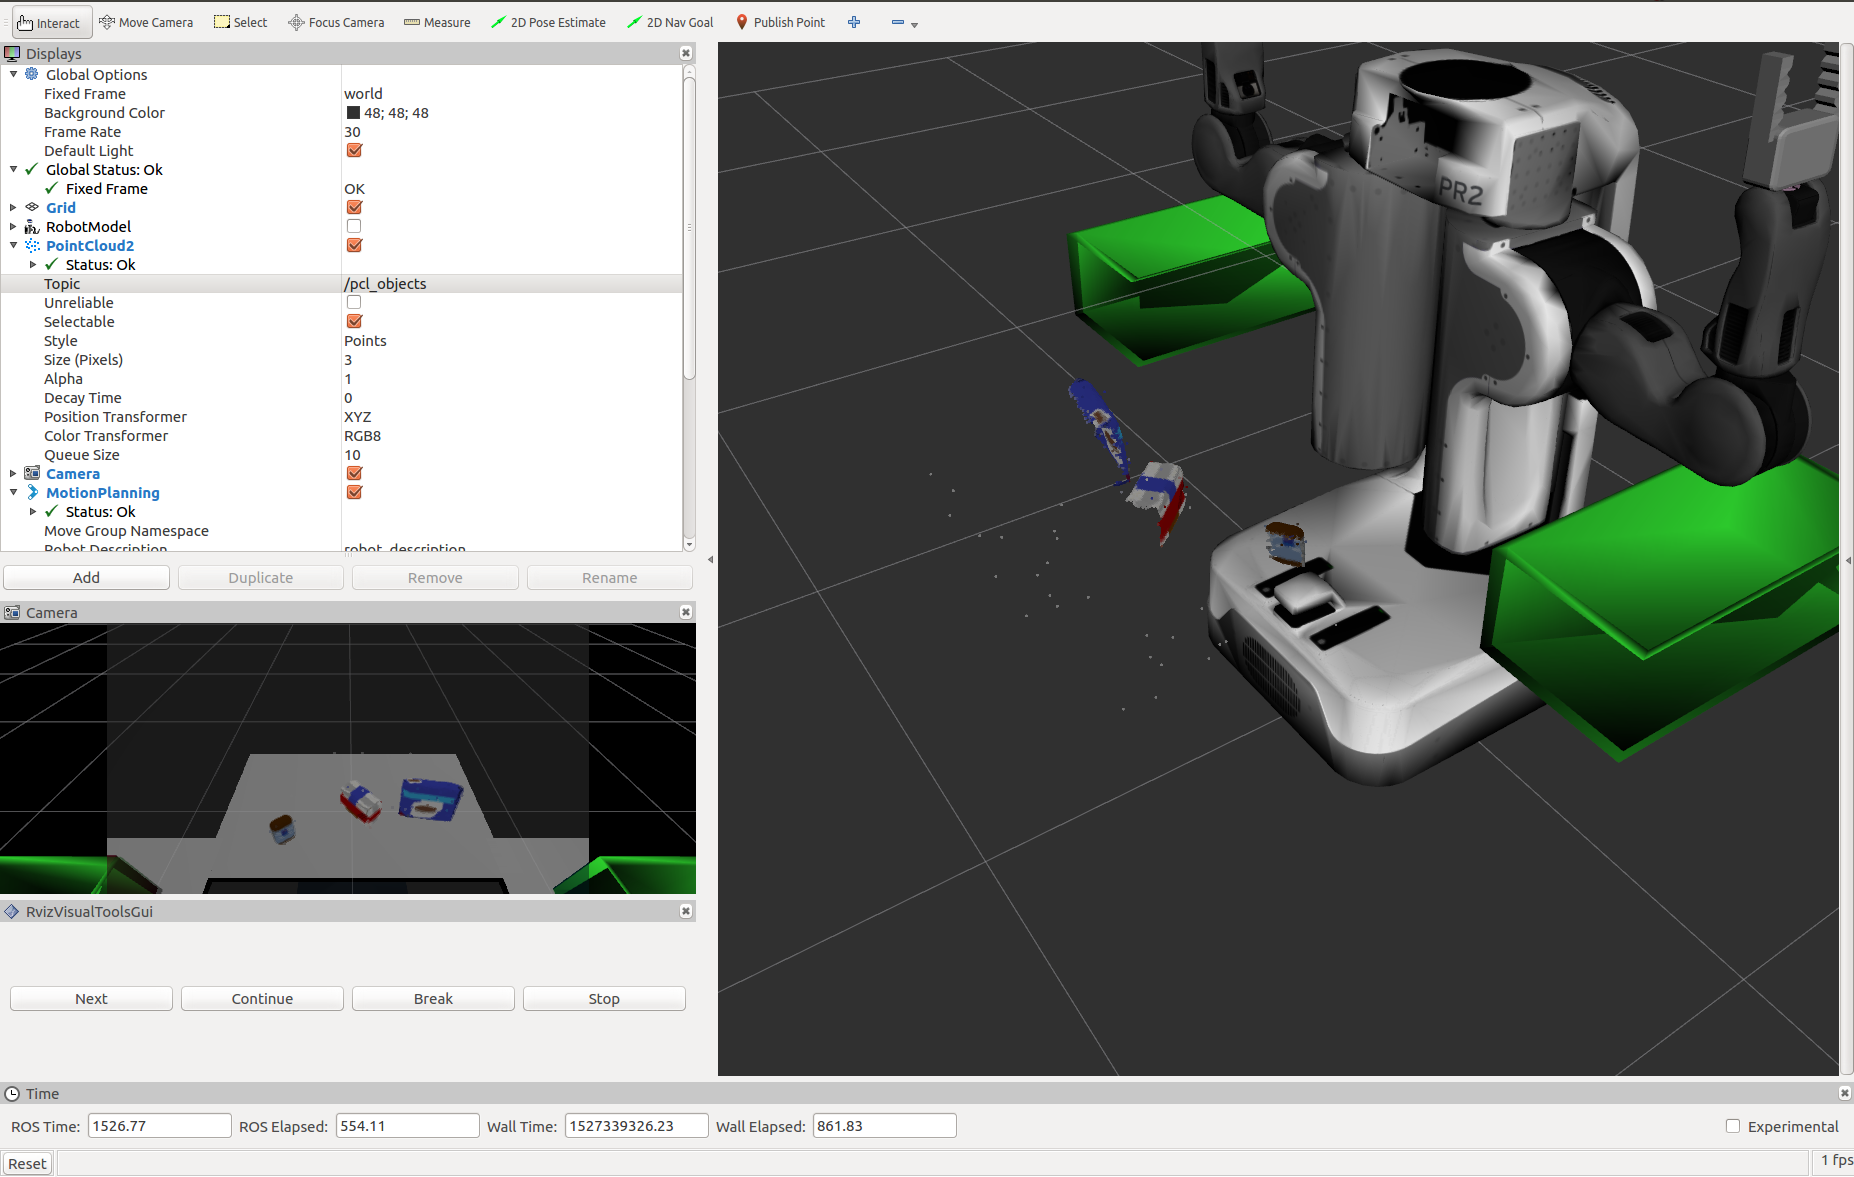 Interact Move Camera Select Focus Camera Measure 2D Pose Estimate 2D Nav Goal Publish Point
Displays
Global Options
Fixed Frame world
Background Color 48; 48; 48
Frame Rate 30
Default Light
Global Status: Ok
Fixed Frame OK
Grid
RobotModel
PointCloud2
Status: Ok
Topic /pcl_objects
Unreliable
Selectable
Style Points
Size (Pixels) 3
Alpha 1
Decay Time 0
Position Transformer XYZ
Color Transformer RGB8
Queue Size 10
Camera
MotionPlanning
Status: Ok
Move Group Namespace
Robot Description robot_description
Add Duplicate Remove Rename
Camera
RvizVisualToolsGui
Next Continue Break Stop
PR2
Time
ROS Time: 1526.77 ROS Elapsed: 554.11 Wall Time: 1527339326.23 Wall Elapsed: 861.83 Experimental
Reset 1 fps